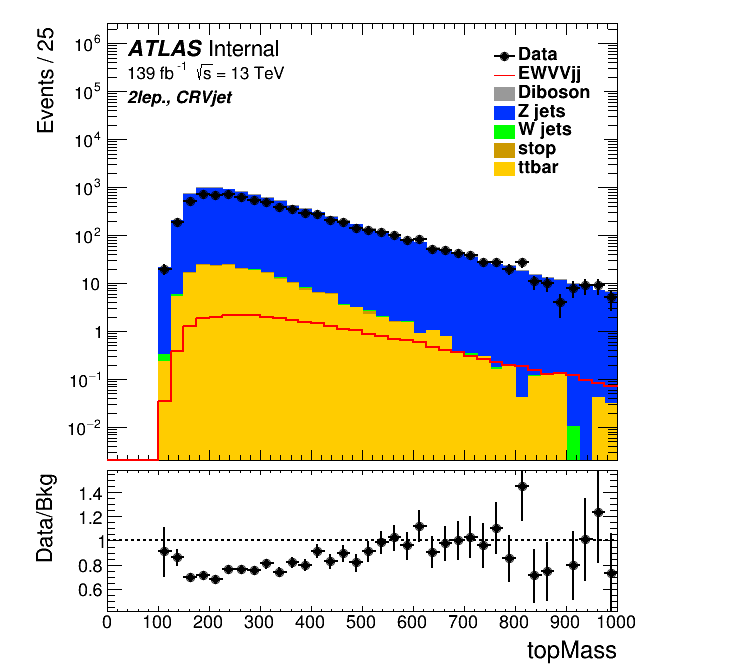 Events / 25
10⁶
10⁵
10⁴
10³
10²
10
1
10⁻¹
10⁻²
ATLAS Internal
139 fb⁻¹ √s = 13 TeV
2lep., CRVjet
Data
EWVVjj
Diboson
Z jets
W jets
stop
ttbar
Data/Bkg
1.4
1.2
1
0.8
0.6
0 100 200 300 400 500 600 700 800 900 1000
topMass